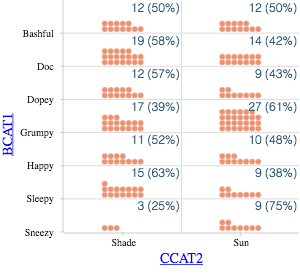 12 (50%) 12 (50%)
Bashful
19 (58%) 14 (42%)
Doc
12 (57%) 9 (43%)
Dopey
17 (39%) 27 (61%)
Grumpy
11 (52%) 10 (48%)
Happy
15 (63%) 9 (38%)
Sleepy
3 (25%) 9 (75%)
Sneezy
BCAT1
Shade Sun
CCAT2